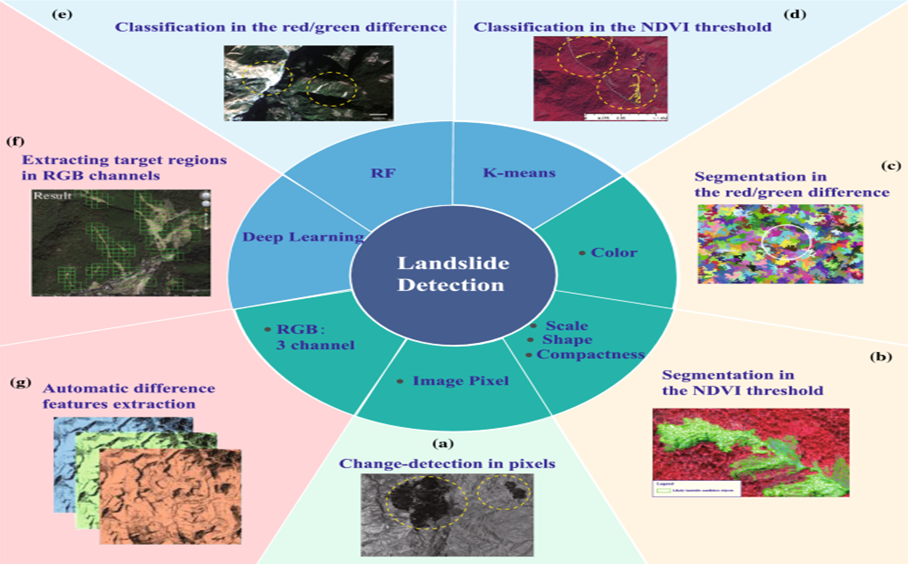 (e)
Classification in the red/green difference
(d)
Classification in the NDVI threshold
(f)
Extracting target regions
in RGB channels
Result
(c)
Segmentation in
the red/green difference
RF
K-means
Deep Learning
Color
Landslide
Detection
RGB:
3 channel
Scale
Shape
Compactness
Image Pixel
(g)
Automatic difference
features extraction
(b)
Segmentation in
the NDVI threshold
Legend
(a)
Change-detection in pixels